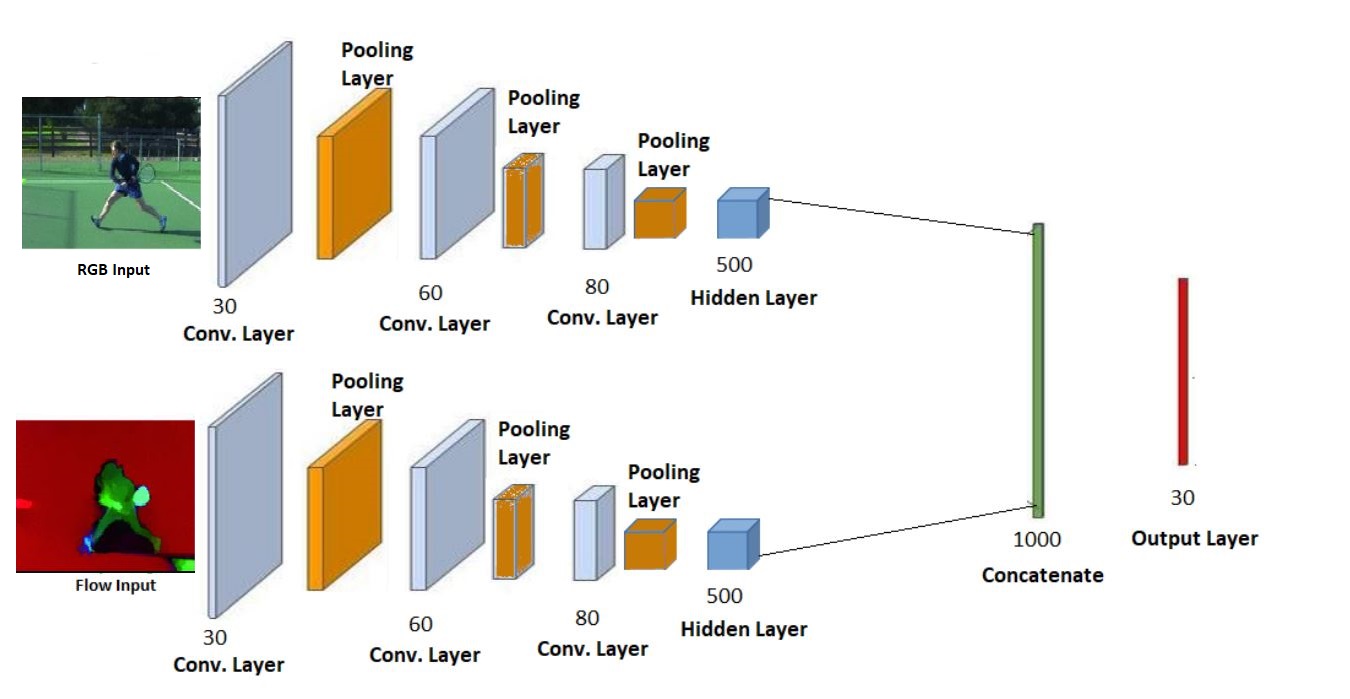 Pooling
Layer
Pooling
Layer
Pooling
Layer
RGB Input
30
Conv. Layer
60
Conv. Layer
80
Conv. Layer
500
Hidden Layer
Pooling
Layer
Pooling
Layer
Pooling
Layer
Flow Input
30
Conv. Layer
60
Conv. Layer
80
Conv. Layer
500
Hidden Layer
1000
Concatenate
30
Output Layer